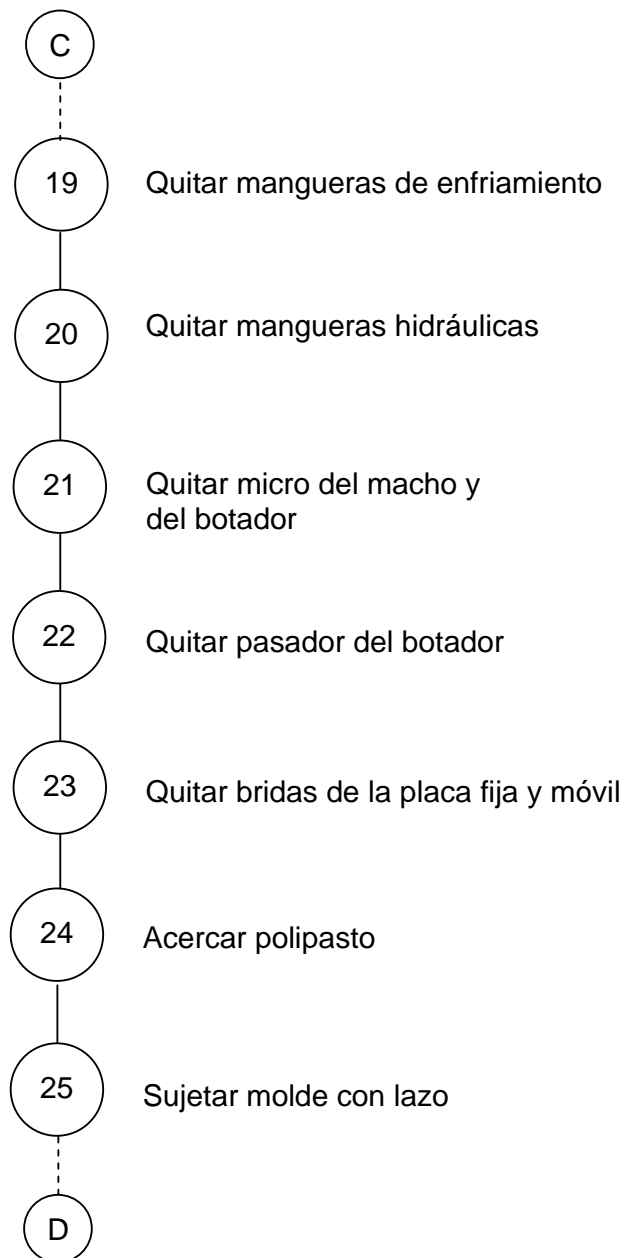 C
19 Quitar mangueras de enfriamiento
20 Quitar mangueras hidráulicas
21 Quitar micro del macho y
del botador
22 Quitar pasador del botador
23 Quitar bridas de la placa fija y móvil
24 Acercar polipasto
25 Sujetar molde con lazo
D